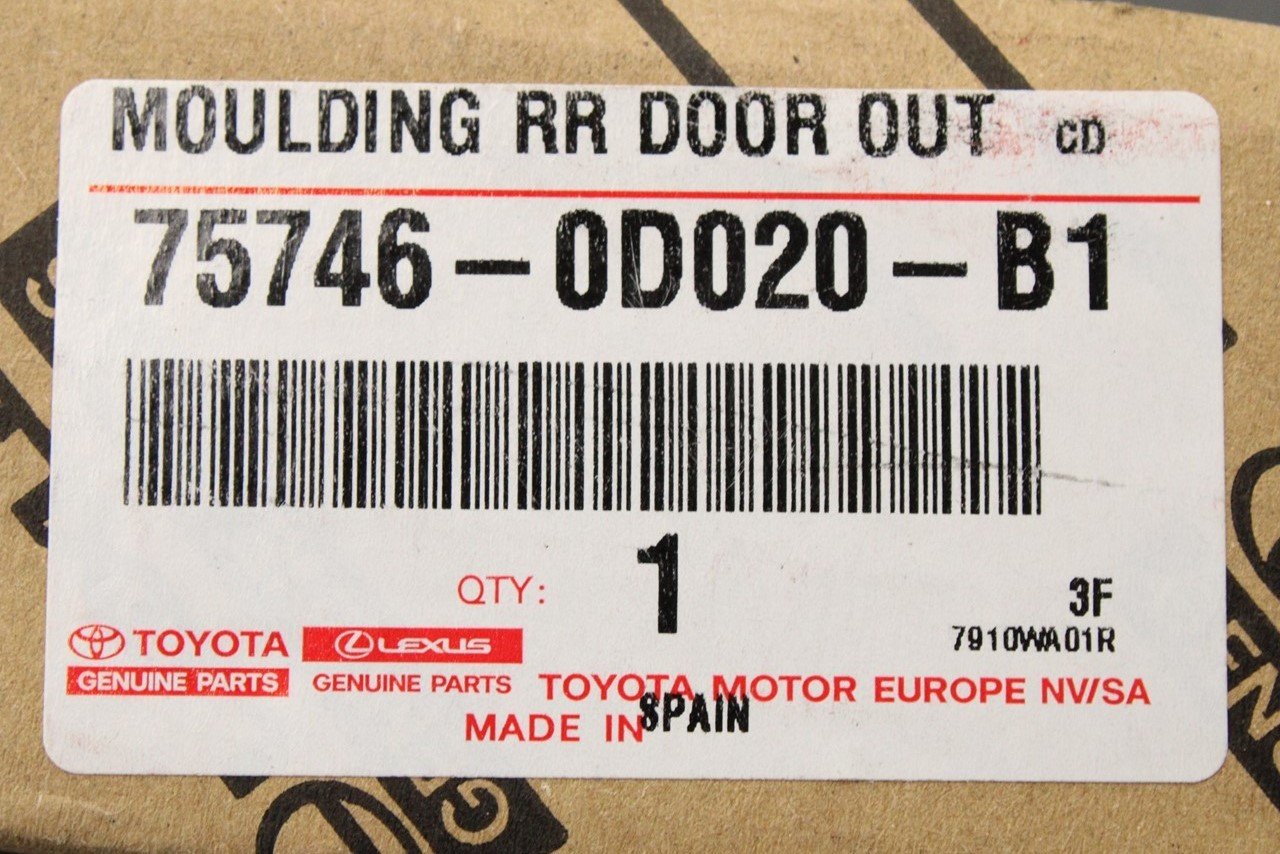 MOULDING RR DOOR OUT CD
75746-0D020-B1
QTY: 1
3F
7910WA01R
TOYOTA LEXUS
GENUINE PARTS GENUINE PARTS TOYOTA MOTOR EUROPE NV/SA
MADE IN SPAIN